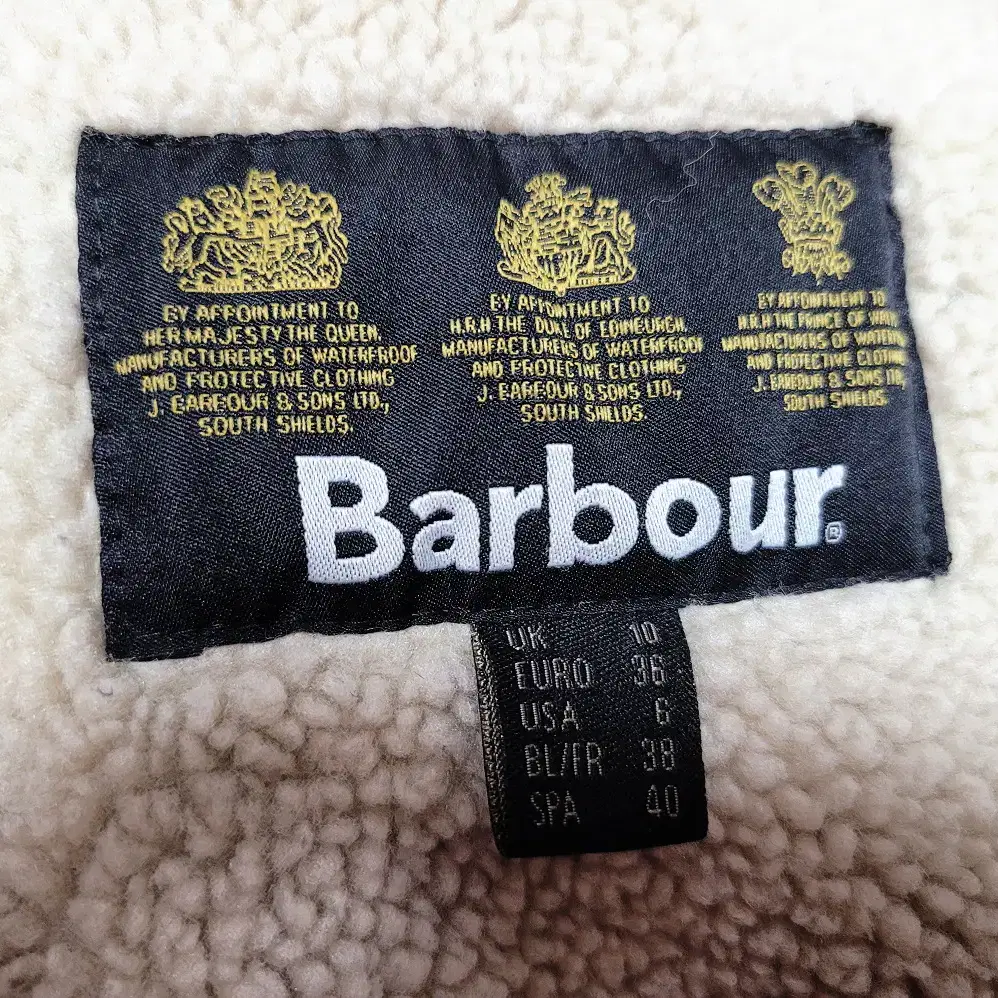 BY APPOINTMENT TO
HER MAJESTY THE QUEEN.
MANUFACTURERS OF WATERPROOF
AND PROTECTIVE CLOTHING
J. BARBOUR & SONS LTD.,
SOUTH SHIELDS.
BY APPOINTMENT TO
H.R.H THE DUKE OF EDINBURGH.
MANUFACTURERS OF WATERPROOF
AND PROTECTIVE CLOTHING
J. BARBOUR & SONS LTD.,
SOUTH SHIELDS.
BY APPOINTMENT TO
H.R.H THE PRINCE OF
MANUFACTURERS OF
AND PROTECTIVE
J. BARBOUR & SONS LTD,
SOUTH SHIELDS.
Barbour®
UK 10
EURO 36
USA 6
BL/FR 38
SPA 40